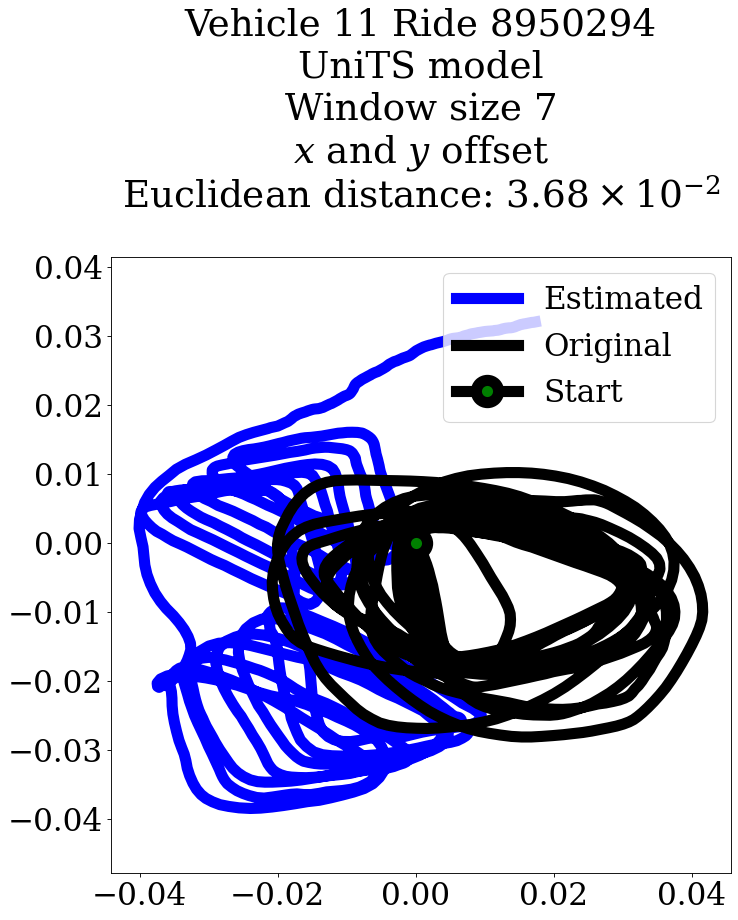 Vehicle 11 Ride 8950294
UniTS model
Window size 7
x and y offset
Euclidean distance: 3.68 × 10⁻²
Estimated
Original
Start
0.04
0.03
0.02
0.01
0.00
−0.01
−0.02
−0.03
−0.04
−0.04 −0.02 0.00 0.02 0.04